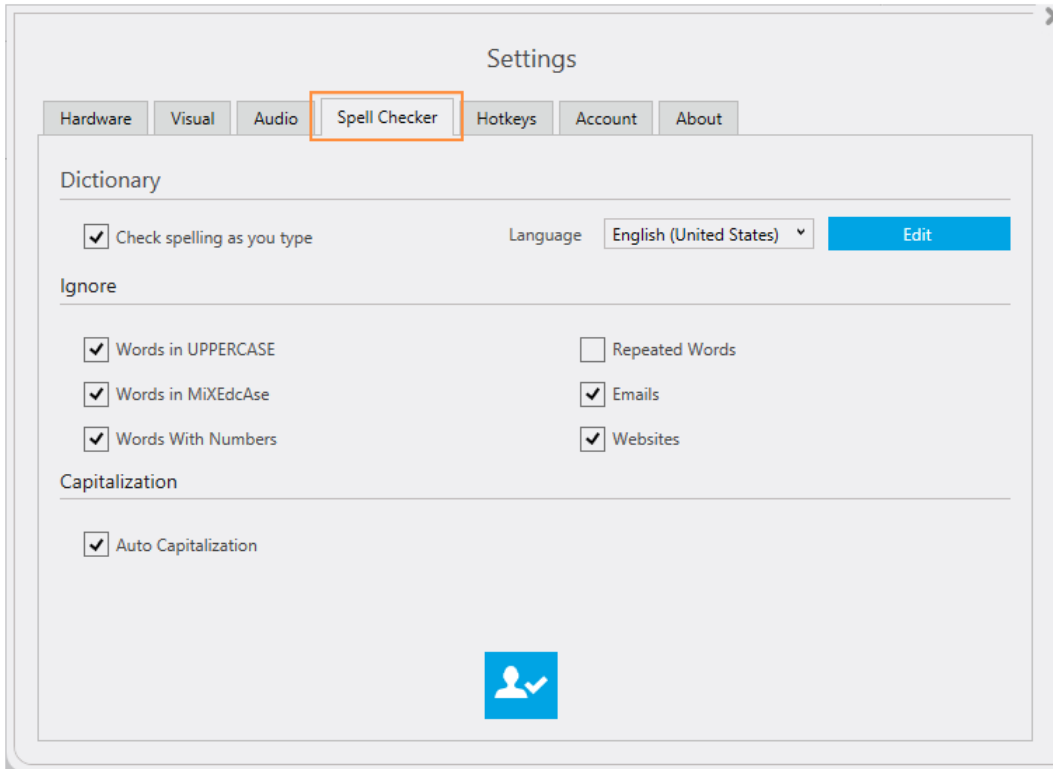 Settings
Hardware Visual Audio Spell Checker Hotkeys Account About
Dictionary
Check spelling as you type Language English (United States) Edit
Ignore
Words in UPPERCASE Repeated Words
Words in MiXEdcAse Emails
Words With Numbers Websites
Capitalization
Auto Capitalization